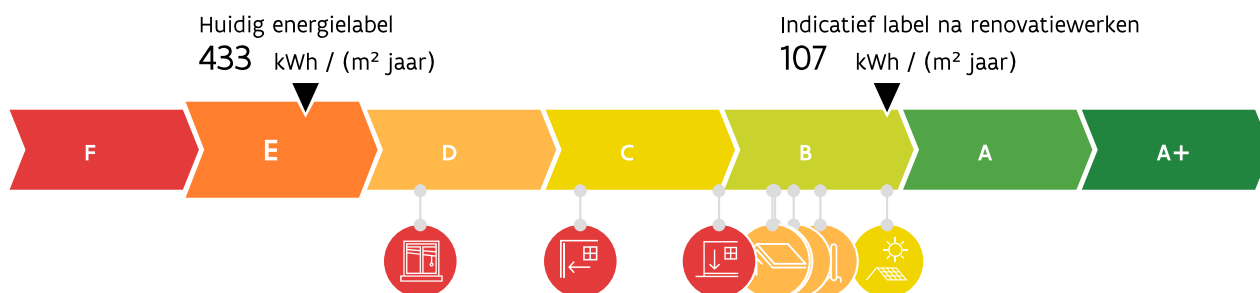 Huidig energielabel
433 kWh / (m² jaar)
Indicatief label na renovatiewerken
107 kWh / (m² jaar)
F E D C B A A+